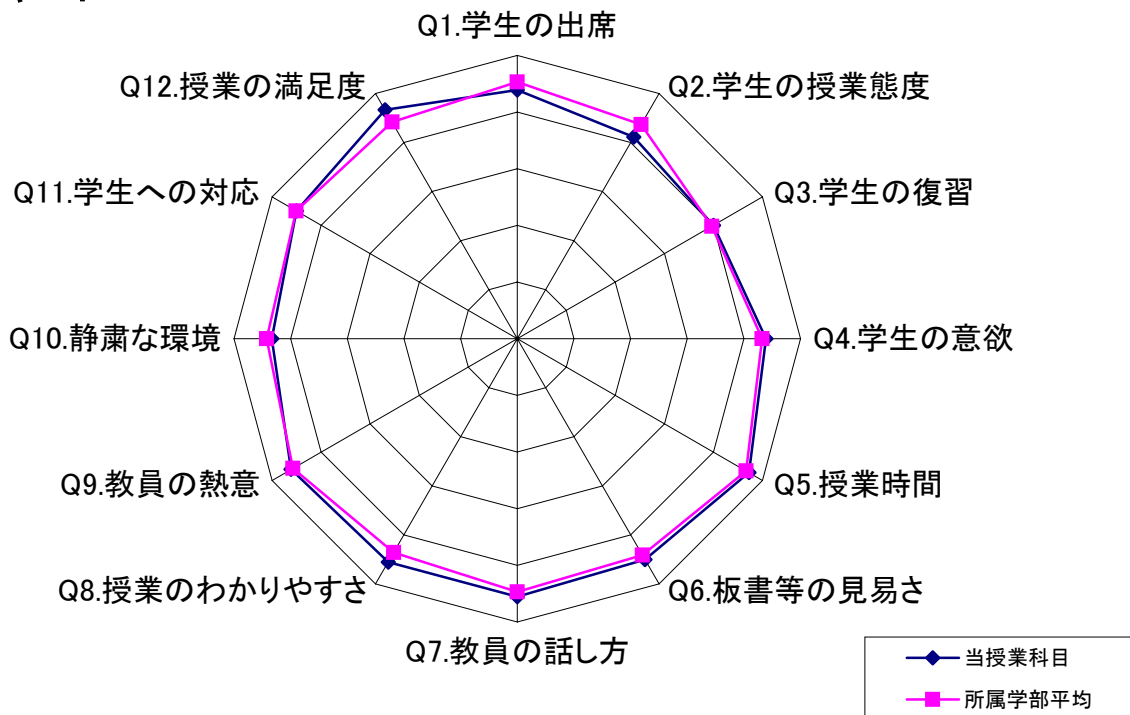 Q1.学生の出席
Q2.学生の授業態度
Q3.学生の復習
Q4.学生の意欲
Q5.授業時間
Q6.板書等の見易さ
Q7.教員の話し方
Q8.授業のわかりやすさ
Q9.教員の熱意
Q10.静粛な環境
Q11.学生への対応
Q12.授業の満足度
当授業科目
所属学部平均